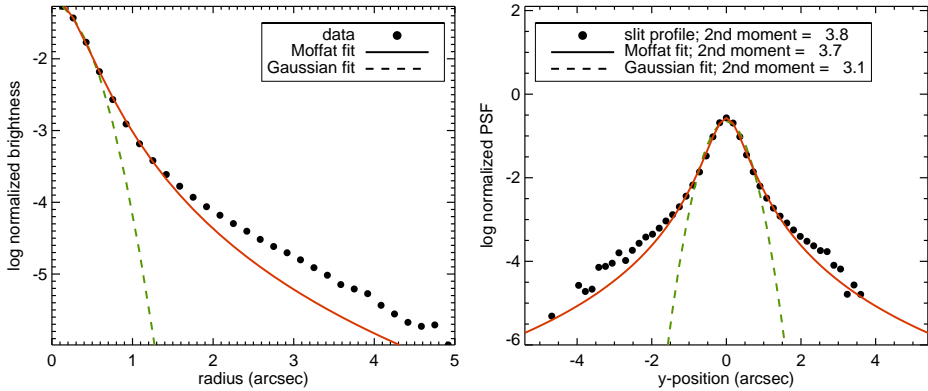 data
Moffat fit
Gaussian fit
log normalized brightness
-2
-3
-4
-5
0 1 2 3 4 5
radius (arcsec)
slit profile; 2nd moment = 3.8
Moffat fit; 2nd moment = 3.7
Gaussian fit; 2nd moment = 3.1
log normalized PSF
2
0
-2
-4
-6
-4 -2 0 2 4
y-position (arcsec)